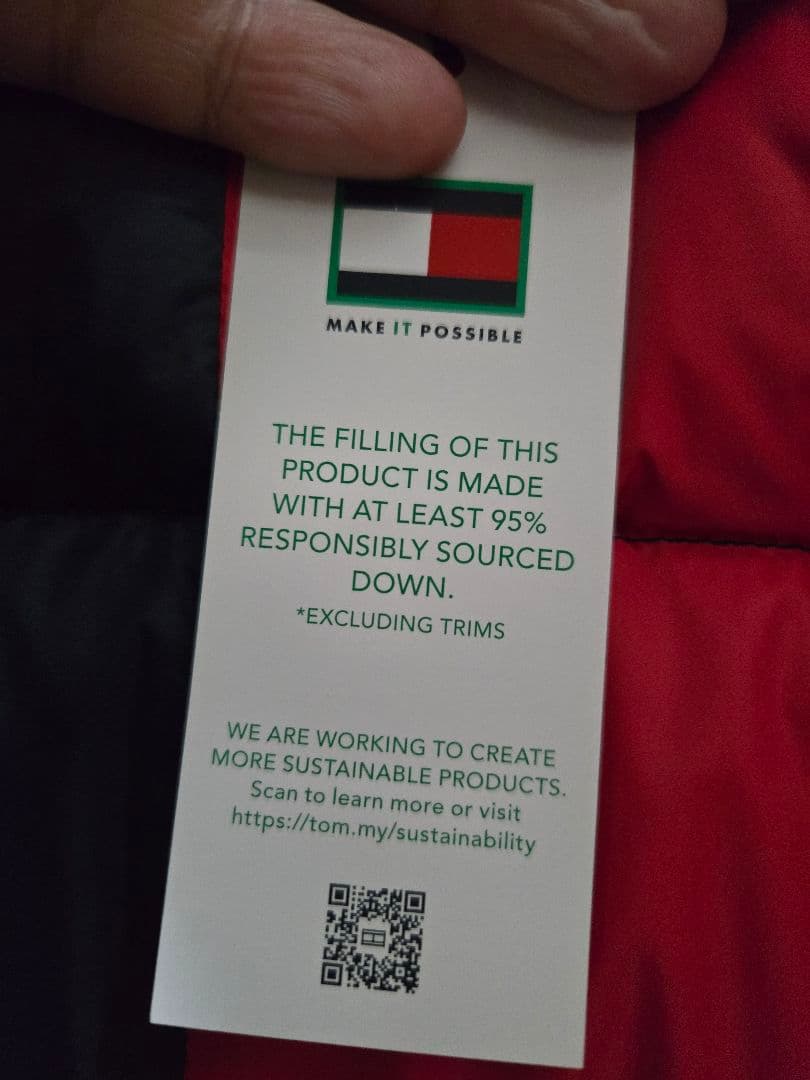 MAKE IT POSSIBLE
THE FILLING OF THIS
PRODUCT IS MADE
WITH AT LEAST 95%
RESPONSIBLY SOURCED
DOWN.
*EXCLUDING TRIMS
WE ARE WORKING TO CREATE
MORE SUSTAINABLE PRODUCTS.
Scan to learn more or visit
https://tom.my/sustainability